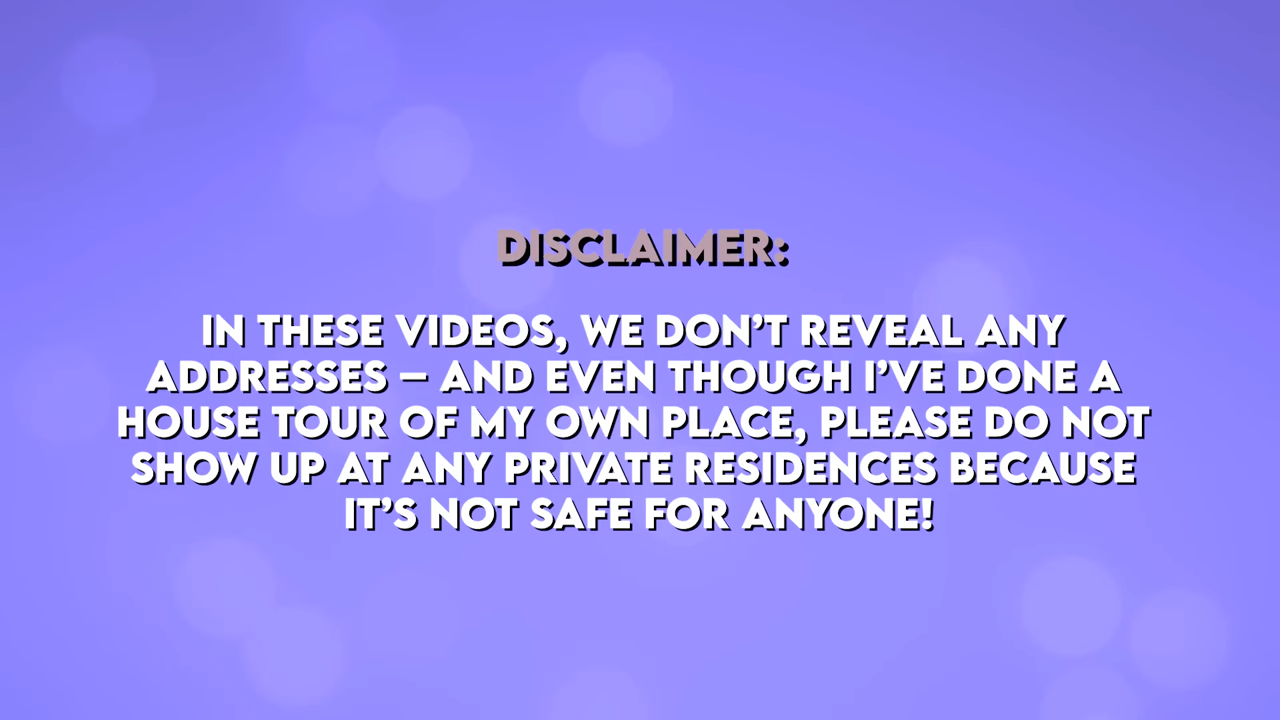 DISCLAIMER:
IN THESE VIDEOS, WE DON’T REVEAL ANY
ADDRESSES – AND EVEN THOUGH I’VE DONE A
HOUSE TOUR OF MY OWN PLACE, PLEASE DO NOT
SHOW UP AT ANY PRIVATE RESIDENCES BECAUSE
IT’S NOT SAFE FOR ANYONE!